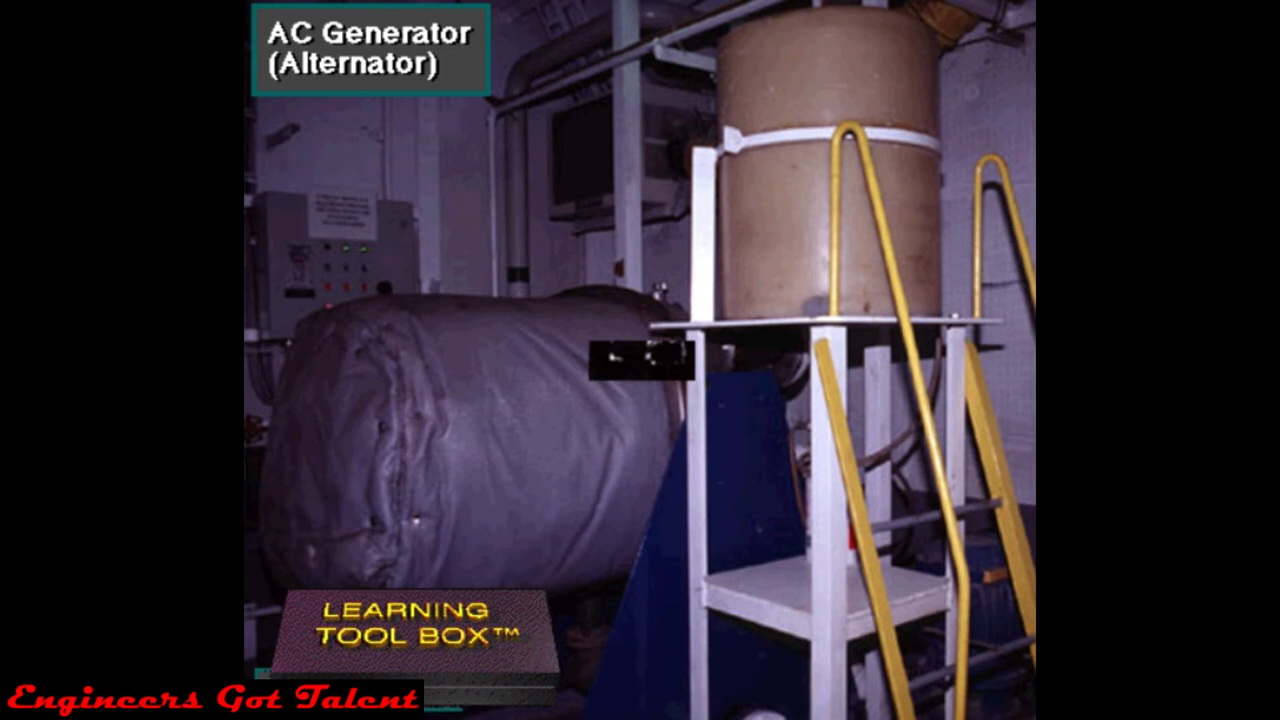 AC Generator
(Alternator)
LEARNING
TOOL BOX™
Engineers Got Talent